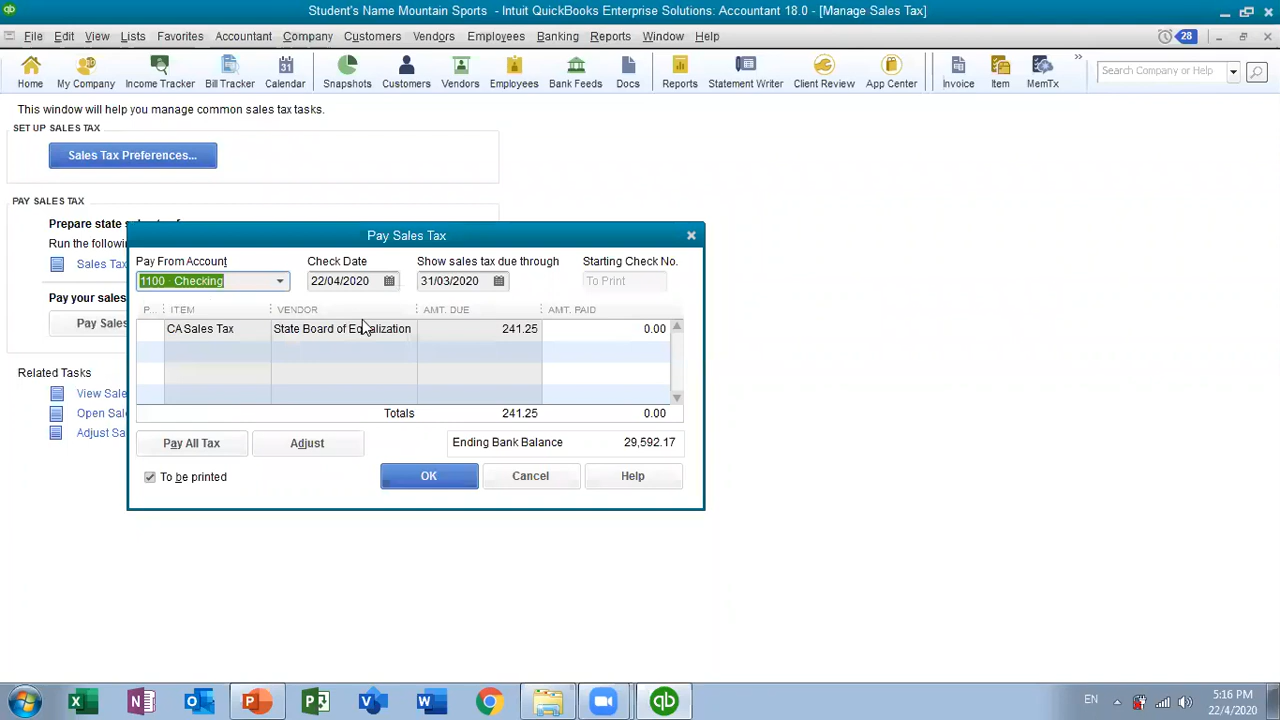 Student's Name Mountain Sports - Intuit QuickBooks Enterprise Solutions: Accountant 18.0 - [Manage Sales Tax]
File Edit View Lists Favorites Accountant Company Customers Vendors Employees Banking Reports Window Help 28
Home My Company Income Tracker Bill Tracker Calendar Snapshots Customers Vendors Employees Bank Feeds Docs Reports Statement Writer Client Review App Center Invoice Item MemTx Search Company or Help
This window will help you manage common sales tax tasks.
SET UP SALES TAX
Sales Tax Preferences...
PAY SALES TAX
Prepare state
Run the followin
Sales Tax
Pay your sales
Pay Sales
Related Tasks
View Sale
Open Sal
Adjust Sa
Pay Sales Tax
Pay From Account Check Date Show sales tax due through Starting Check No.
1100 · Checking 22/04/2020 31/03/2020 To Print
P... ITEM VENDOR AMT. DUE AMT. PAID
CA Sales Tax State Board of Equalization 241.25 0.00
Totals 241.25 0.00
Pay All Tax Adjust Ending Bank Balance 29,592.17
To be printed OK Cancel Help
EN 5:16 PM
22/4/2020